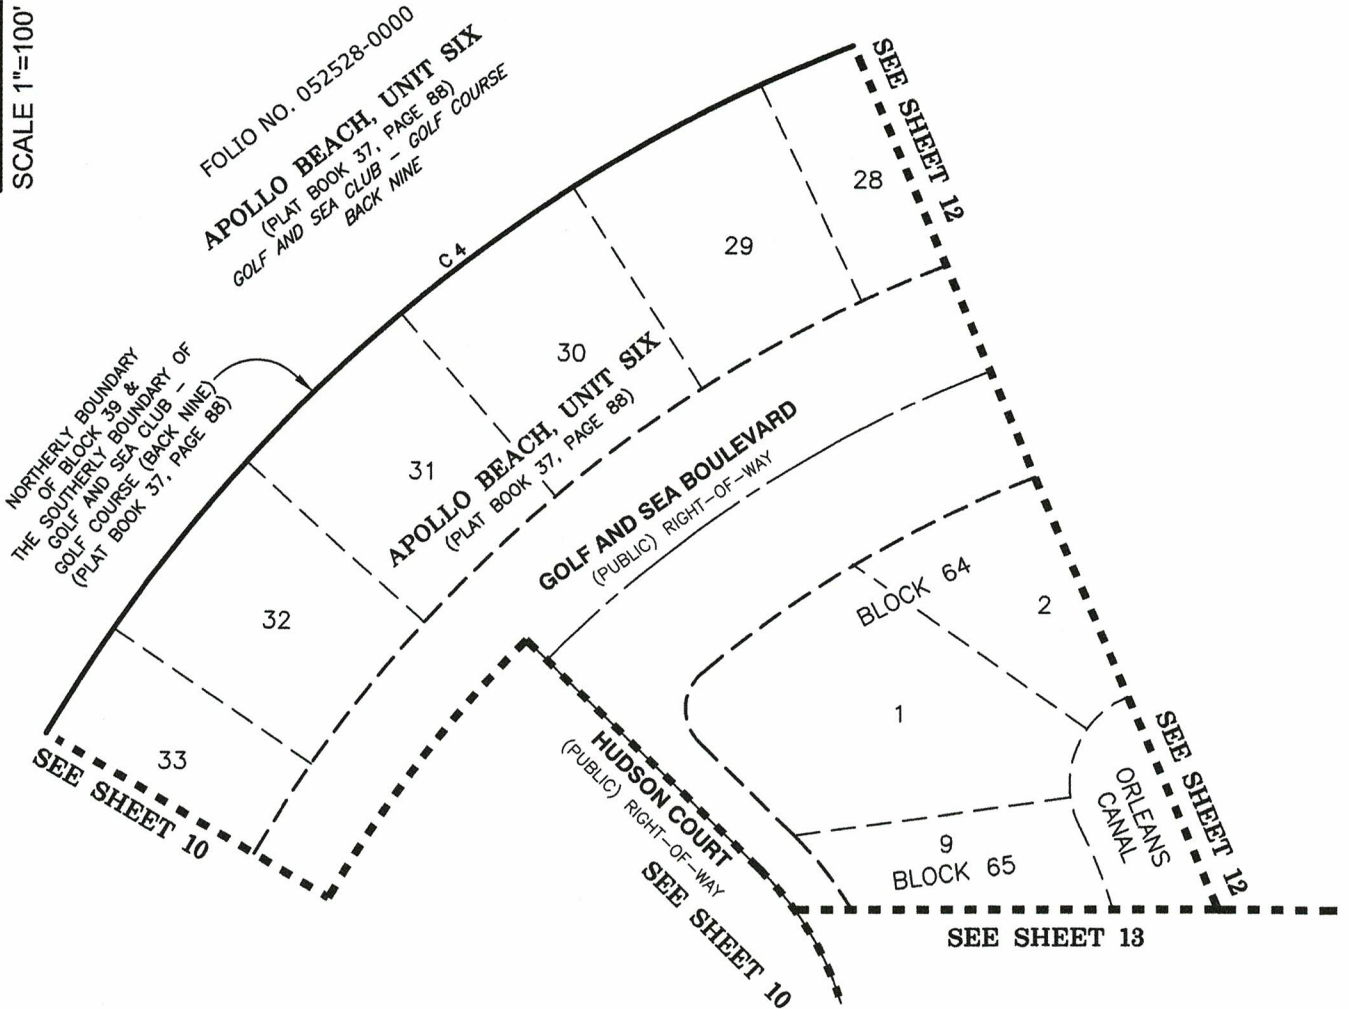 SCALE 1"=100'
FOLIO NO. 052528-0000
APOLLO BEACH, UNIT SIX
(PLAT BOOK 37, PAGE 88)
GOLF AND SEA CLUB - GOLF COURSE
BACK NINE
SEE SHEET 12
28
29
C 4
30
NORTHERLY BOUNDARY
OF BLOCK 39 &
THE SOUTHERLY BOUNDARY OF
GOLF AND SEA CLUB -
GOLF COURSE (BACK NINE)
(PLAT BOOK 37, PAGE 88)
31
APOLLO BEACH, UNIT SIX
(PLAT BOOK 37, PAGE 88)
GOLF AND SEA BOULEVARD
(PUBLIC) RIGHT-OF-WAY
32
BLOCK 64
2
1
33
SEE SHEET 10
HUDSON COURT
(PUBLIC) RIGHT-OF-WAY
SEE SHEET 10
ORLEANS
CANAL
SEE SHEET 12
9
BLOCK 65
SEE SHEET 13